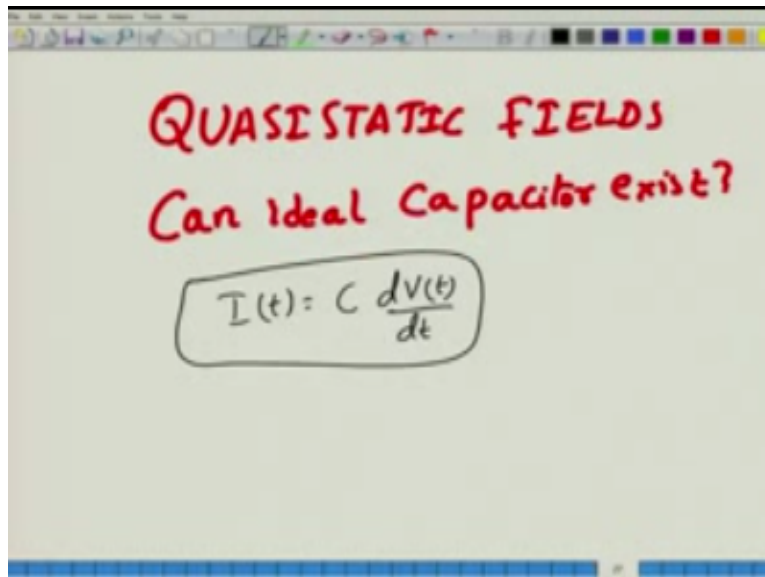 QUASISTATIC FIELDS
Can ideal Capacitor exist?
I(t) = C dV(t)/dt